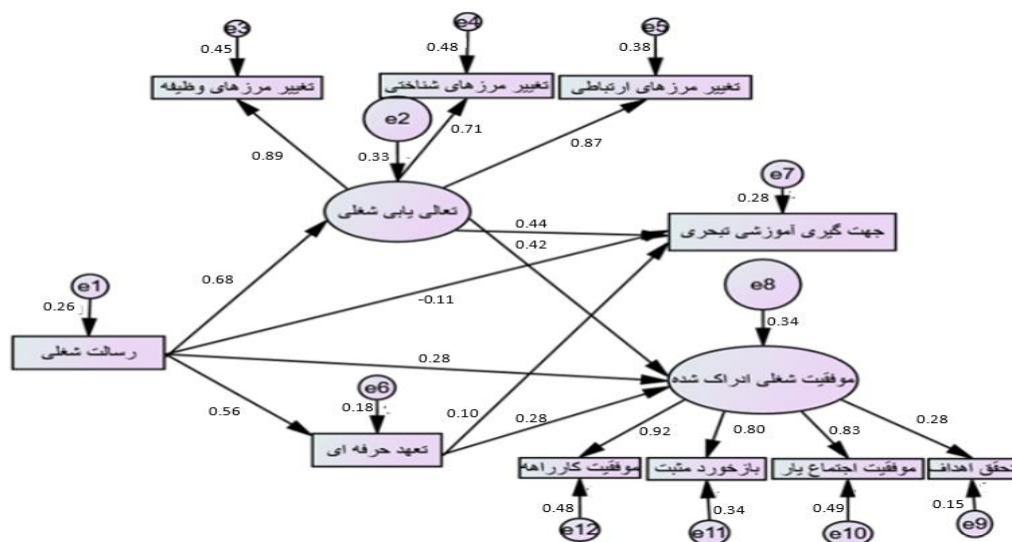 e3
e4
e5
0.45
0.48
0.38
تغییر مرزهای وظیفه
تغییر مرزهای شناختی
تغییر مرزهای ارتباطی
e2
0.33
0.89
0.71
0.87
e7
0.28
تعالی یابی شغلی
0.44
جهت گیری آموزشی تبحری
0.42
e1
0.26
0.68
-0.11
e8
0.34
رسالت شغلی
0.28
موفقیت شغلی ادراک شده
0.56
e6
0.18
0.10
0.28
تعهد حرفه ای
0.92
0.80
0.83
0.28
موفقیت کارراهه
بازخورد مثبت
موفقیت اجتماع یار
تحقق اهداف
0.48
0.34
0.49
0.15
e12
e11
e10
e9